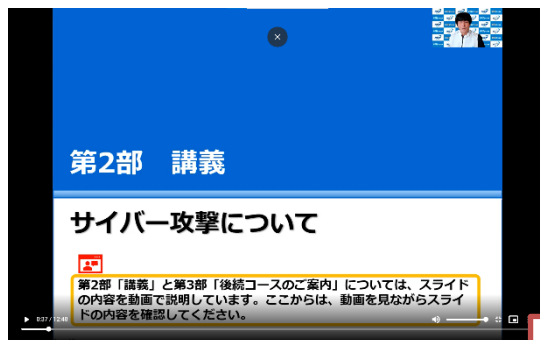 第2部　講義
サイバー攻撃について
第2部「講義」と第3部「後続コースのご案内」については、スライド
の内容を動画で説明しています。ここからは、動画を見ながらスライ
ドの内容を確認してください。
0:37 / 12:48